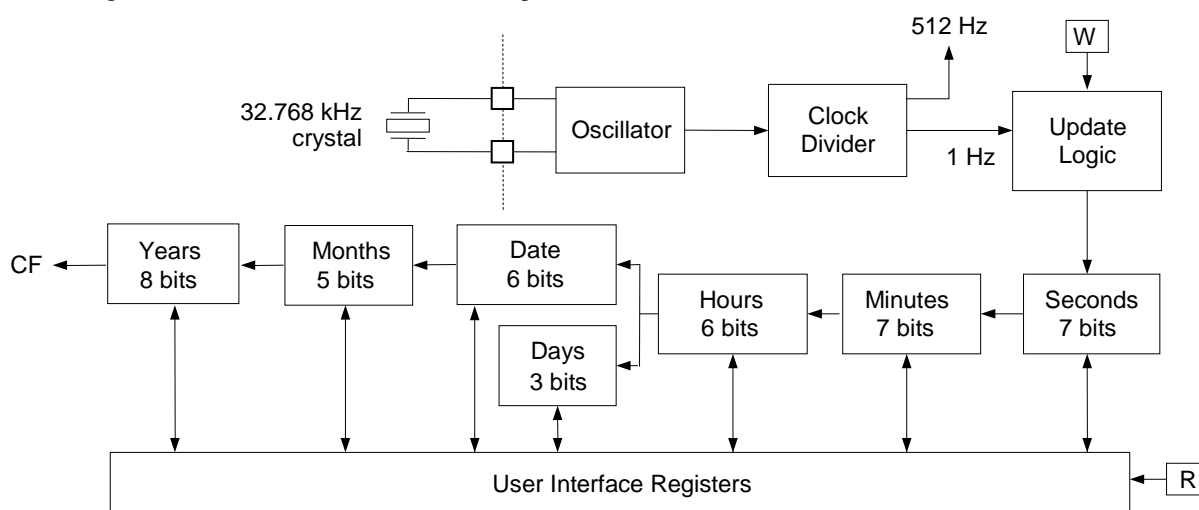 512 Hz
W
32.768 kHz
crystal
Oscillator
Clock
Divider
1 Hz
Update
Logic
CF
Years
8 bits
Months
5 bits
Date
6 bits
Days
3 bits
Hours
6 bits
Minutes
7 bits
Seconds
7 bits
User Interface Registers
R